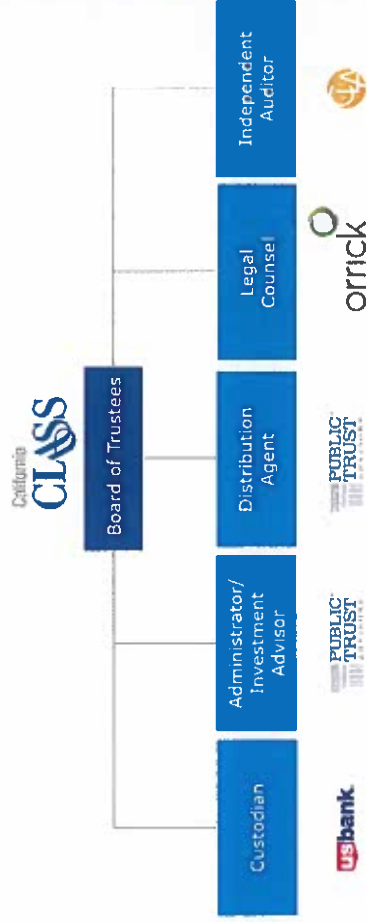 California
CLASS
Board of Trustees
Custodian
Administrator/
Investment
Advisor
Distribution
Agent
Legal
Counsel
Independent
Auditor
usbank
PUBLIC
TRUST
PUBLIC
TRUST
orrick